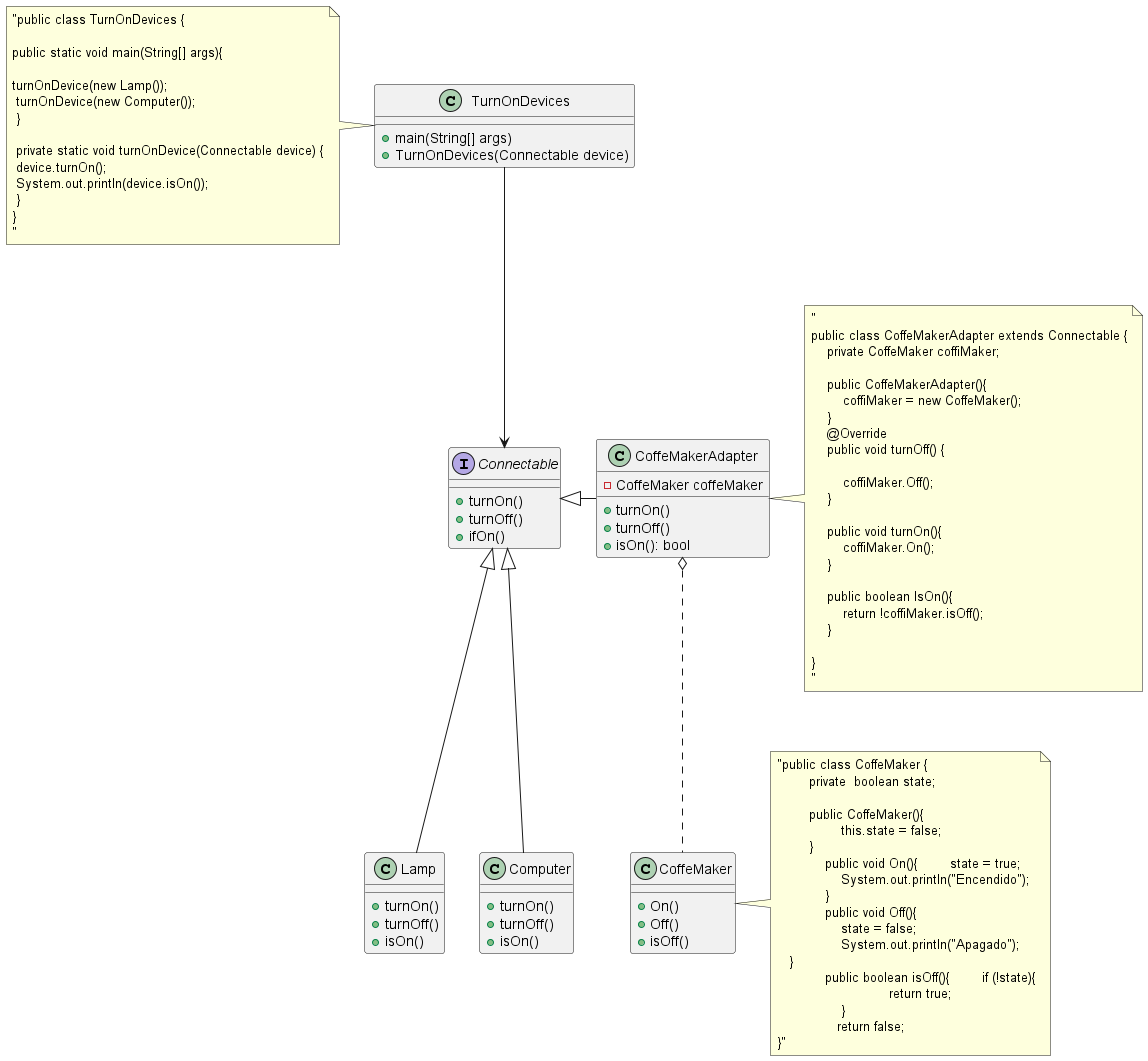 "public class TurnOnDevices {
public static void main(String[] args){
turnOnDevice(new Lamp());
turnOnDevice(new Computer());
}
private static void turnOnDevice(Connectable device) {
device.turnOn();
System.out.println(device.isOn());
}
}
"
C TurnOnDevices
main(String[] args)
TurnOnDevices(Connectable device)
"
public class CoffeMakerAdapter extends Connectable {
private CoffeMaker coffiMaker;
public CoffeMakerAdapter(){
coffiMaker = new CoffeMaker();
}
@Override
public void turnOff() {
coffiMaker.Off();
}
public void turnOn(){
coffiMaker.On();
}
public boolean IsOn(){
return !coffiMaker.isOff();
}
}
"
I Connectable
turnOn()
turnOff()
ifOn()
C CoffeMakerAdapter
CoffeMaker coffeMaker
turnOn()
turnOff()
isOn(): bool
C Lamp
turnOn()
turnOff()
isOn()
C Computer
turnOn()
turnOff()
isOn()
C CoffeMaker
On()
Off()
isOff()
"public class CoffeMaker {
private  boolean state;
public CoffeMaker(){
this.state = false;
}
public void On(){ state = true;
System.out.println("Encendido");
}
public void Off(){
state = false;
System.out.println("Apagado");
}
public boolean isOff(){ if (!state){
return true;
}
return false;
}"